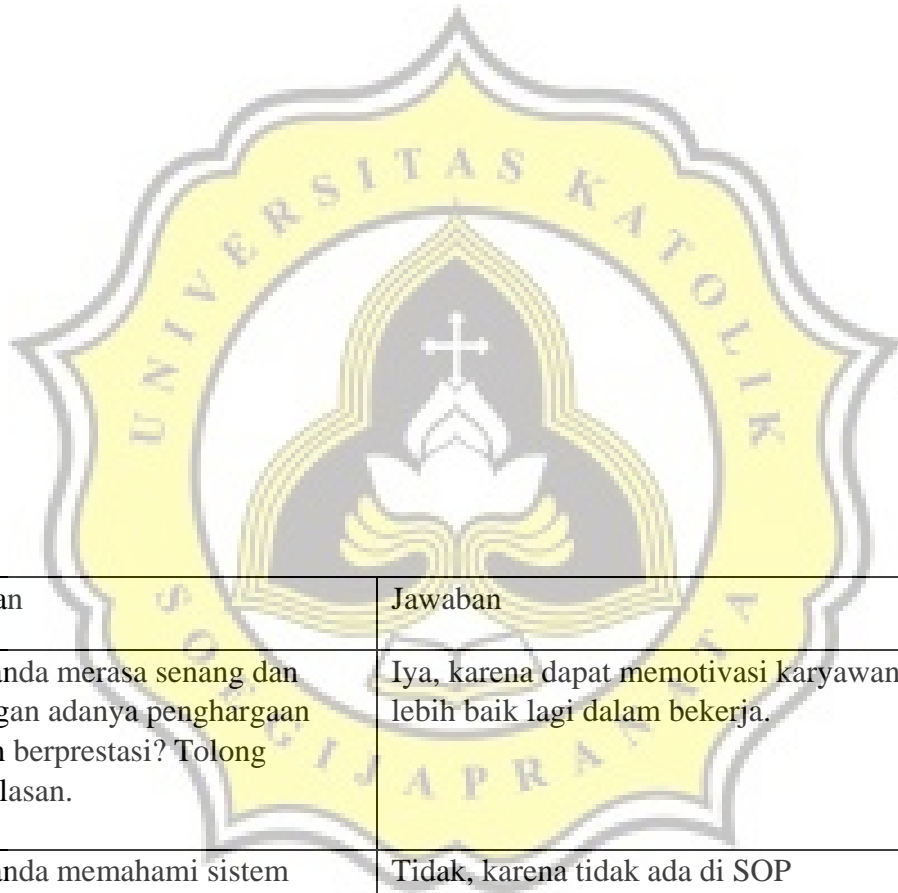 UNIVERSITAS KATOLIK
SOEGIJAPRANATA
an
Jawaban
anda merasa senang dan
Iya, karena dapat memotivasi karyawan
gan adanya penghargaan
lebih baik lagi dalam bekerja.
n berprestasi? Tolong
lasan.
anda memahami sistem
Tidak, karena tidak ada di SOP